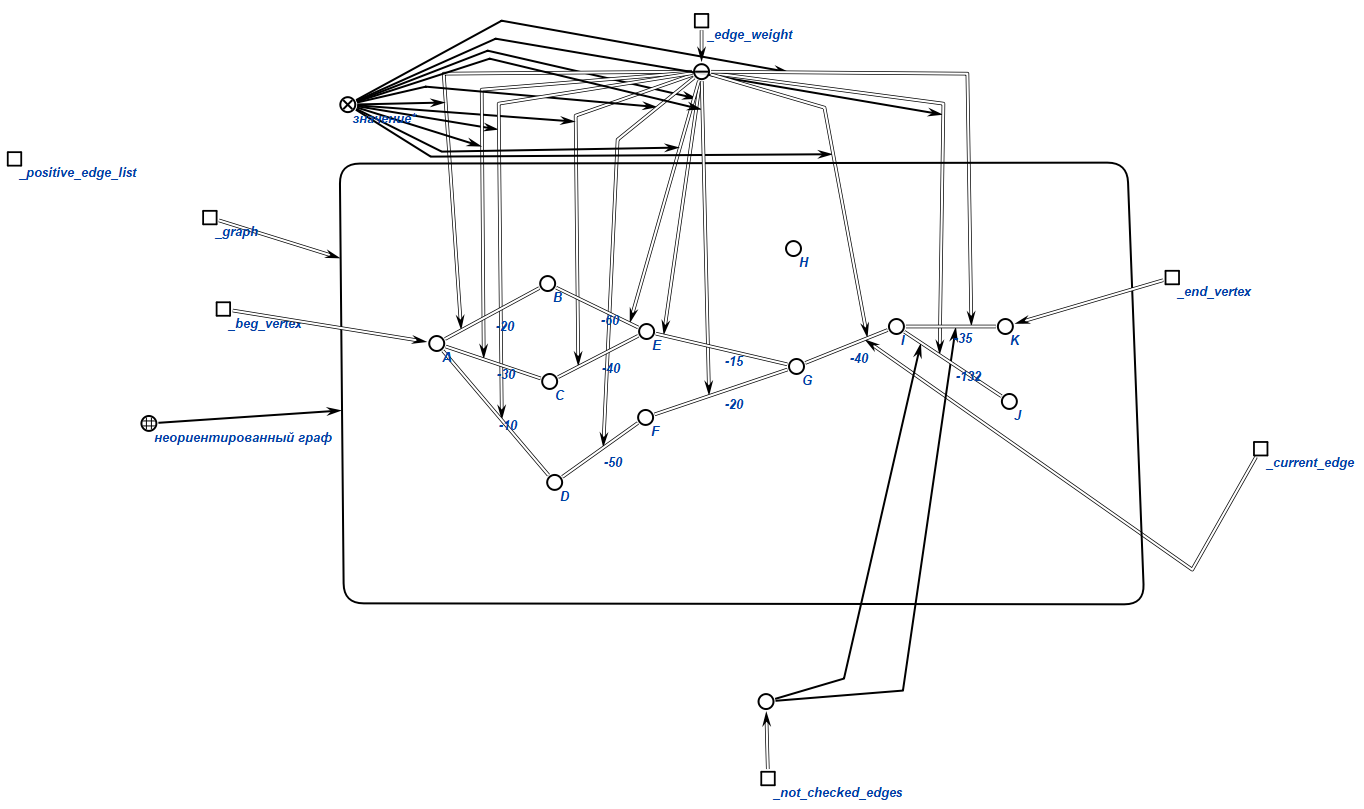 _edge_weight
значение*
_positive_edge_list
_graph
H
_end_vertex
B
_beg_vertex
-20
-60
E
I
-35
K
A
-15
G
-40
-30
-40
-132
C
-20
J
-10
F
неориентированный граф
-50
_current_edge
D
_not_checked_edges